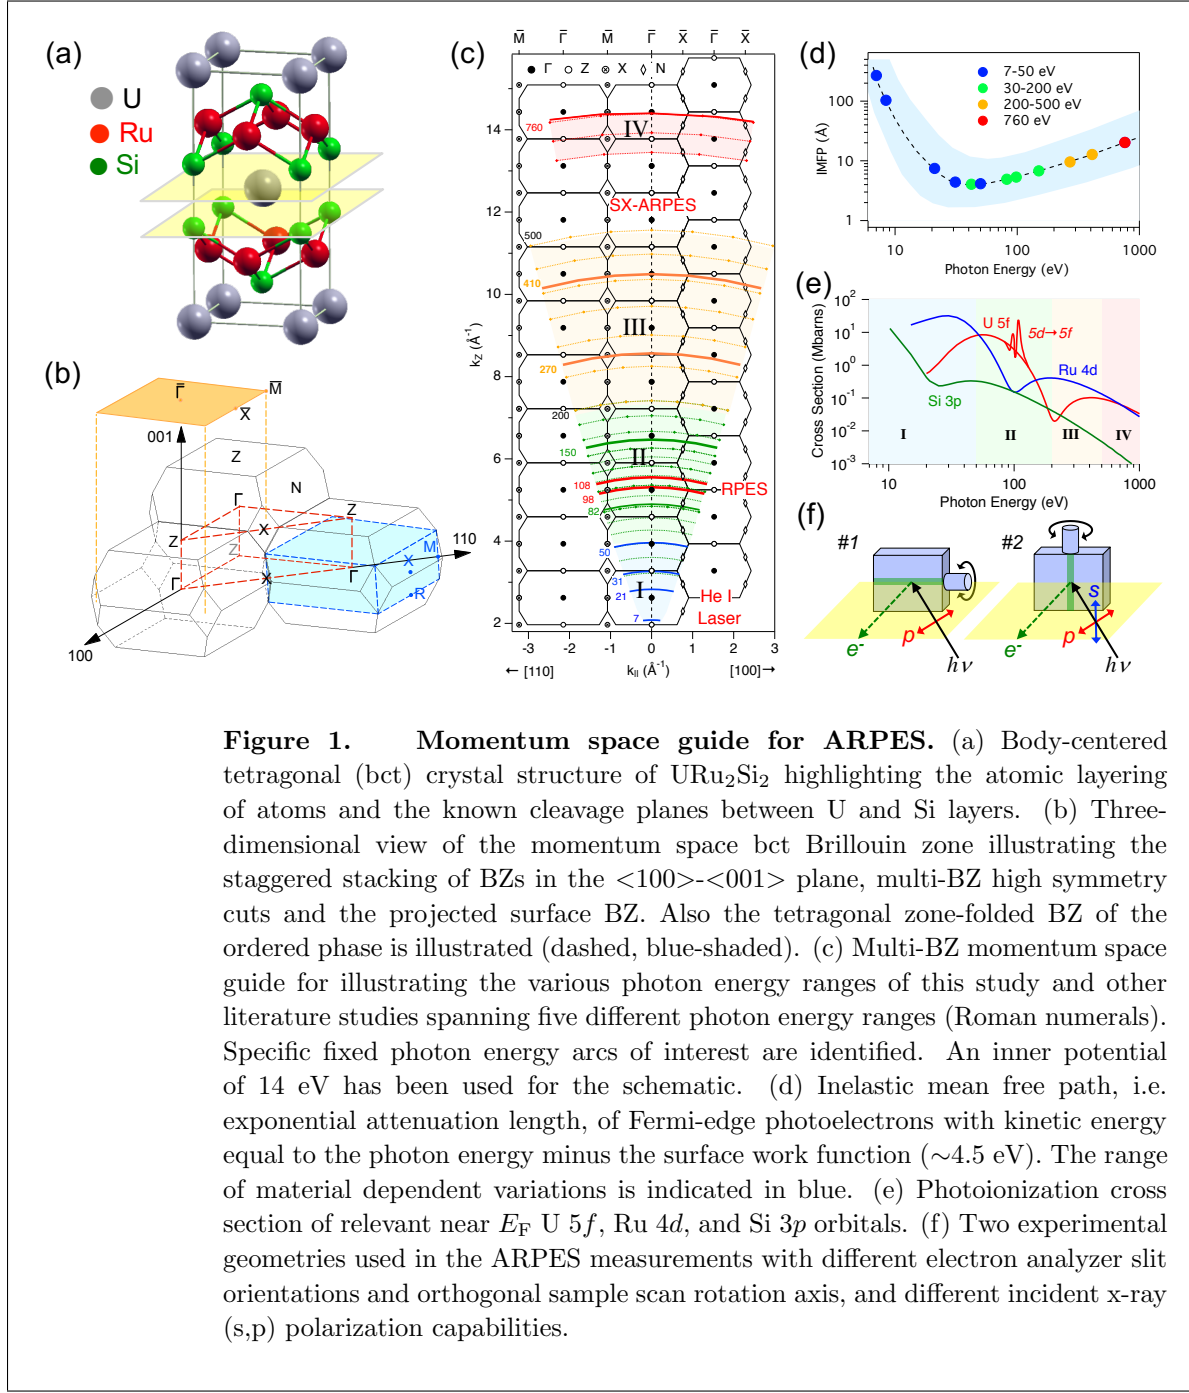 (a)
U
Ru
Si
(b)
Γ̄
M̄
X̄
001
Z
N
Γ
Z
X
Z
Z
Γ
X
Γ
110
M
X
R
100
(c)
M̄ Γ̄ M̄ Γ̄ X̄ Γ̄ X̄
Γ Z X N
14
12
10
8
6
4
2
k_Z (Å⁻¹)
760
IV
SX-ARPES
500
410
III
270
200
150
II
108
98
RPES
82
50
31
I
21
He I
Laser
7
-3 -2 -1 0 1 2 3
← [110] k_II (Å⁻¹) [100]→
(d)
7-50 eV
30-200 eV
200-500 eV
760 eV
IMFP (Å)
100
10
1
10 100 1000
Photon Energy (eV)
(e)
Cross Section (Mbarns)
10²
10¹
10⁰
10⁻¹
10⁻²
10⁻³
U 5f
5d→5f
Ru 4d
Si 3p
I II III IV
10 100 1000
Photon Energy (eV)
(f)
#1
#2
e⁻
p
hν
e⁻
p
s
hν
Figure 1. Momentum space guide for ARPES. (a) Body-centered
tetragonal (bct) crystal structure of URu₂Si₂ highlighting the atomic layering
of atoms and the known cleavage planes between U and Si layers. (b) Three-
dimensional view of the momentum space bct Brillouin zone illustrating the
staggered stacking of BZs in the <100>-<001> plane, multi-BZ high symmetry
cuts and the projected surface BZ. Also the tetragonal zone-folded BZ of the
ordered phase is illustrated (dashed, blue-shaded). (c) Multi-BZ momentum space
guide for illustrating the various photon energy ranges of this study and other
literature studies spanning five different photon energy ranges (Roman numerals).
Specific fixed photon energy arcs of interest are identified. An inner potential
of 14 eV has been used for the schematic. (d) Inelastic mean free path, i.e.
exponential attenuation length, of Fermi-edge photoelectrons with kinetic energy
equal to the photon energy minus the surface work function (∼4.5 eV). The range
of material dependent variations is indicated in blue. (e) Photoionization cross
section of relevant near E_F U 5f, Ru 4d, and Si 3p orbitals. (f) Two experimental
geometries used in the ARPES measurements with different electron analyzer slit
orientations and orthogonal sample scan rotation axis, and different incident x-ray
(s,p) polarization capabilities.